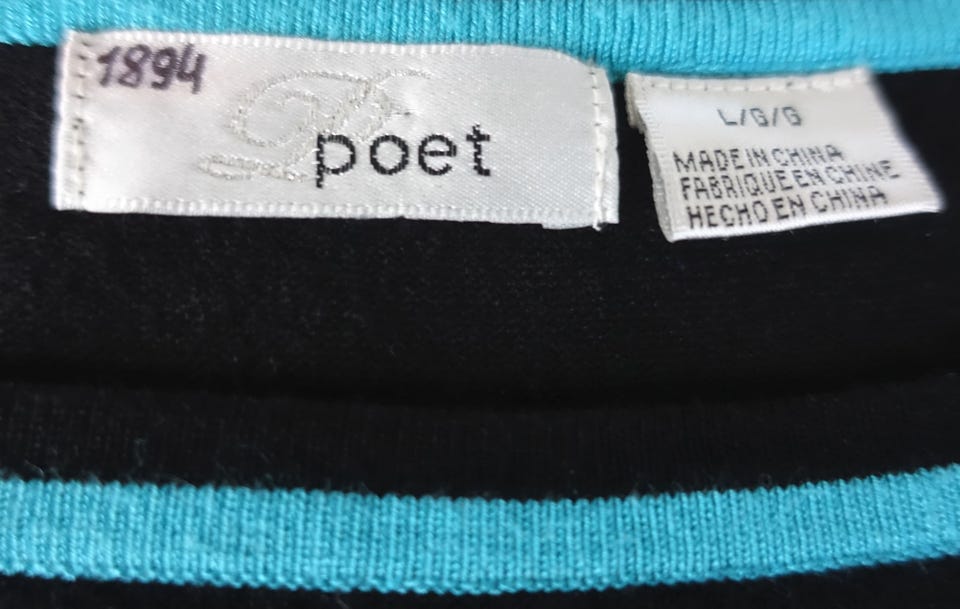 1894
P
poet
L/G/G
MADE IN CHINA
FABRIQUE EN CHINE
HECHO EN CHINA